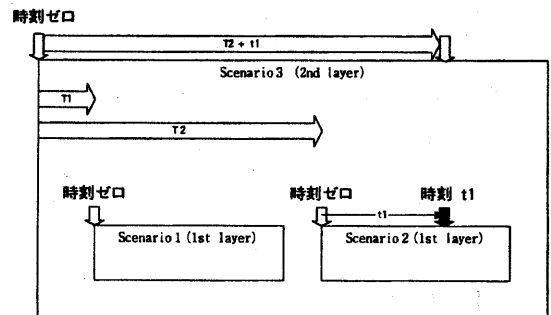 時刻ゼロ
T2 + t1
Scenario 3 (2nd layer)
T1
T2
時刻ゼロ
時刻ゼロ
時刻 t1
t1
Scenario 1 (1st layer)
Scenario 2 (1st layer)